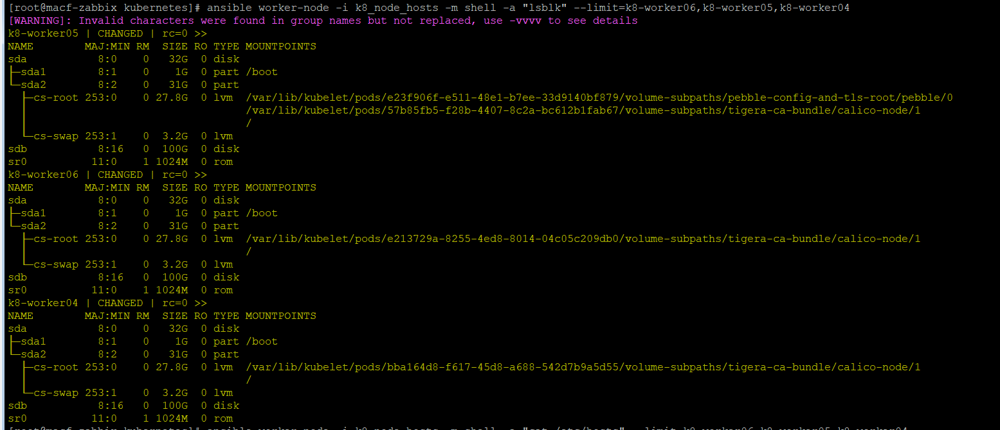 [root@macf-zabbix kubernetes]# ansible worker-node -i k8_node_hosts -m shell -a "lsblk" --limit=k8-worker06,k8-worker05,k8-worker04
[WARNING]: Invalid characters were found in group names but not replaced, use -vvvv to see details
k8-worker05 | CHANGED | rc=0 >>
NAME        MAJ:MIN RM  SIZE RO TYPE MOUNTPOINTS
sda           8:0    0   32G  0 disk
├─sda1        8:1    0    1G  0 part /boot
└─sda2        8:2    0   31G  0 part
  ├─cs-root 253:0    0 27.8G  0 lvm  /var/lib/kubelet/pods/e23f906f-e511-48e1-b7ee-33d9140bf879/volume-subpaths/pebble-config-and-tls-root/pebble/0
  │                                  /var/lib/kubelet/pods/57b85fb5-f28b-4407-8c2a-bc612b1fab67/volume-subpaths/tigera-ca-bundle/calico-node/1
  │                                  /
  └─cs-swap 253:1    0  3.2G  0 lvm
sdb           8:16   0  100G  0 disk
sr0          11:0    1 1024M  0 rom
k8-worker06 | CHANGED | rc=0 >>
NAME        MAJ:MIN RM  SIZE RO TYPE MOUNTPOINTS
sda           8:0    0   32G  0 disk
├─sda1        8:1    0    1G  0 part /boot
└─sda2        8:2    0   31G  0 part
  ├─cs-root 253:0    0 27.8G  0 lvm  /var/lib/kubelet/pods/e213729a-8255-4ed8-8014-04c05c209db0/volume-subpaths/tigera-ca-bundle/calico-node/1
  │                                  /
  └─cs-swap 253:1    0  3.2G  0 lvm
sdb           8:16   0  100G  0 disk
sr0          11:0    1 1024M  0 rom
k8-worker04 | CHANGED | rc=0 >>
NAME        MAJ:MIN RM  SIZE RO TYPE MOUNTPOINTS
sda           8:0    0   32G  0 disk
├─sda1        8:1    0    1G  0 part /boot
└─sda2        8:2    0   31G  0 part
  ├─cs-root 253:0    0 27.8G  0 lvm  /var/lib/kubelet/pods/bba164d8-f617-45d8-a688-542d7b9a5d55/volume-subpaths/tigera-ca-bundle/calico-node/1
  │                                  /
  └─cs-swap 253:1    0  3.2G  0 lvm
sdb           8:16   0  100G  0 disk
sr0          11:0    1 1024M  0 rom